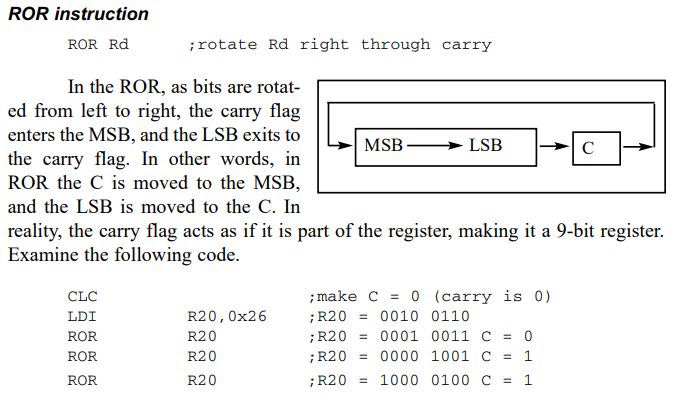 ROR instruction
ROR Rd ;rotate Rd right through carry
In the ROR, as bits are rotat-
ed from left to right, the carry flag
enters the MSB, and the LSB exits to
the carry flag. In other words, in
ROR the C is moved to the MSB,
and the LSB is moved to the C. In
reality, the carry flag acts as if it is part of the register, making it a 9-bit register.
Examine the following code.
MSB LSB C
CLC ;make C = 0 (carry is 0)
LDI R20,0x26 ;R20 = 0010 0110
ROR R20 ;R20 = 0001 0011 C = 0
ROR R20 ;R20 = 0000 1001 C = 1
ROR R20 ;R20 = 1000 0100 C = 1